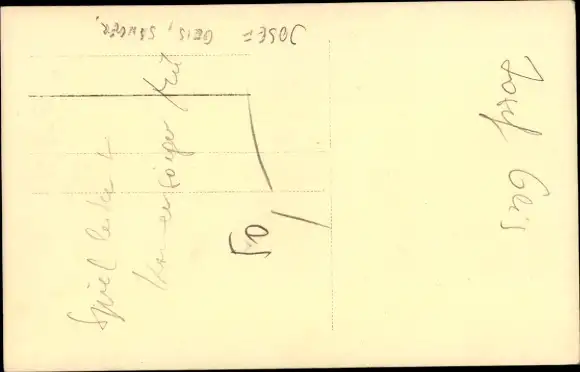 JOSEF GEIS, SÄNGER,
Josef Geis
Spielleiter +
50